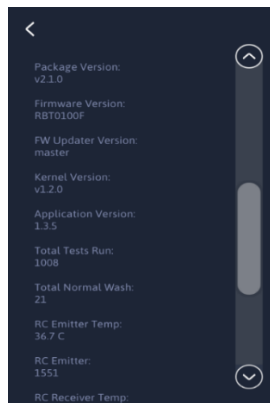 Package Version:
v2.1.0
Firmware Version:
RBT0100F
FW Updater Version:
master
Kernel Version:
v1.2.0
Application Version:
1.3.5
Total Tests Run:
1008
Total Normal Wash:
21
RC Emitter Temp:
36.7 C
RC Emitter:
1551
RC Receiver Temp: